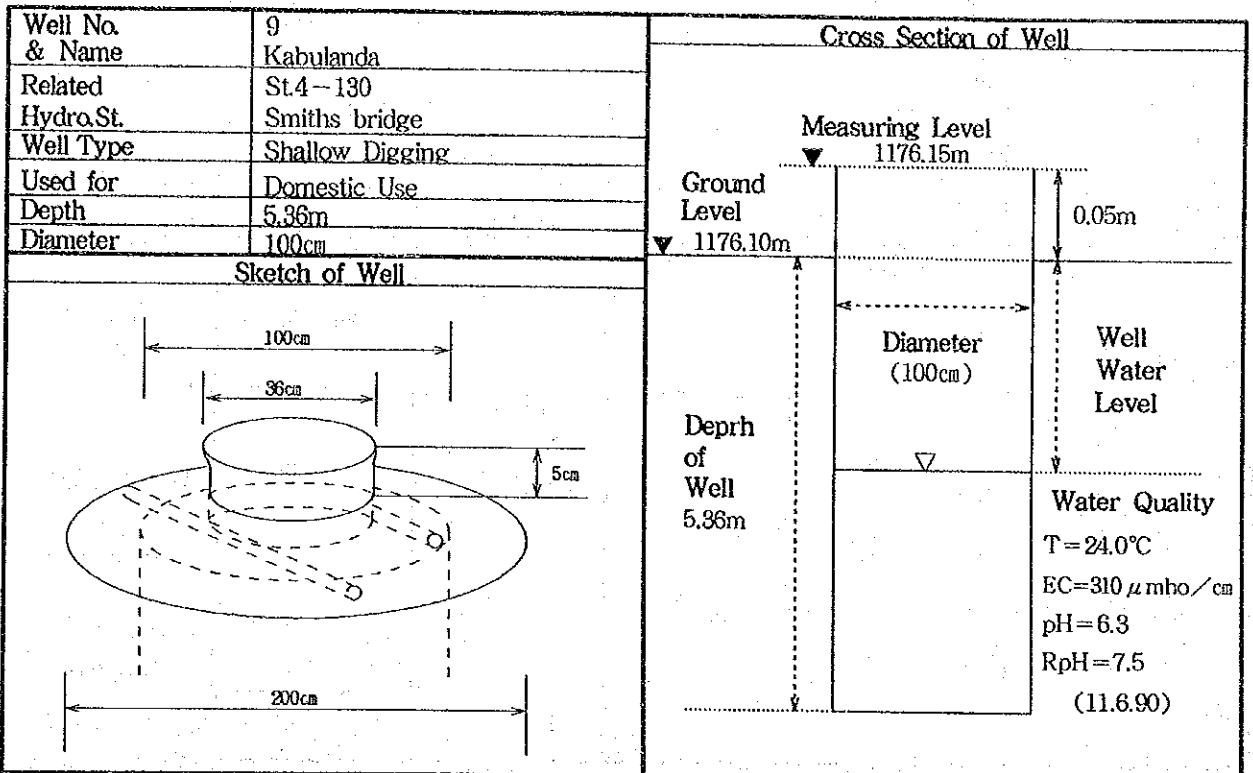 Well No. 9
& Name Kabulanda
Related St.4-130
Hydro.St. Smiths bridge
Well Type Shallow Digging
Used for Domestic Use
Depth 5.36m
Diameter 100cm
Sketch of Well
100cm
36cm
5cm
200cm
Cross Section of Well
Measuring Level
1176.15m
Ground
Level
1176.10m
0.05m
Diameter
(100cm)
Well
Water
Level
Deprh
of
Well
5.36m
Water Quality
T=24.0℃
EC=310 μ mho/cm
pH=6.3
RpH=7.5
(11.6.90)